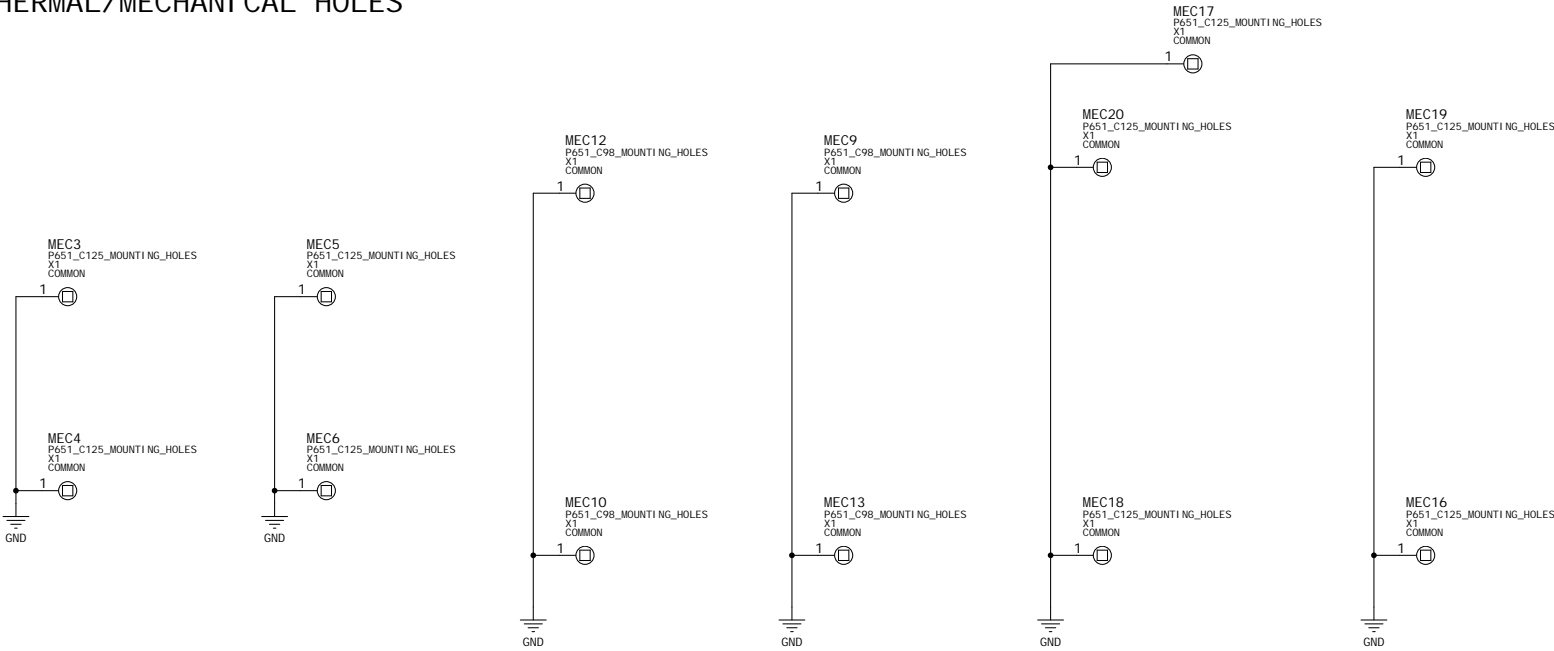 HERMAL/MECHANICAL HOLES
MEC17
P651_C125_MOUNTING_HOLES
X1
COMMON
1
MEC12
P651_C98_MOUNTING_HOLES
X1
COMMON
1
MEC9
P651_C98_MOUNTING_HOLES
X1
COMMON
1
MEC20
P651_C125_MOUNTING_HOLES
X1
COMMON
1
MEC19
P651_C125_MOUNTING_HOLES
X1
COMMON
1
MEC3
P651_C125_MOUNTING_HOLES
X1
COMMON
1
MEC5
P651_C125_MOUNTING_HOLES
X1
COMMON
1
MEC4
P651_C125_MOUNTING_HOLES
X1
COMMON
1
GND
MEC6
P651_C125_MOUNTING_HOLES
X1
COMMON
1
GND
MEC10
P651_C98_MOUNTING_HOLES
X1
COMMON
1
GND
MEC13
P651_C98_MOUNTING_HOLES
X1
COMMON
1
GND
MEC18
P651_C125_MOUNTING_HOLES
X1
COMMON
1
GND
MEC16
P651_C125_MOUNTING_HOLES
X1
COMMON
1
GND